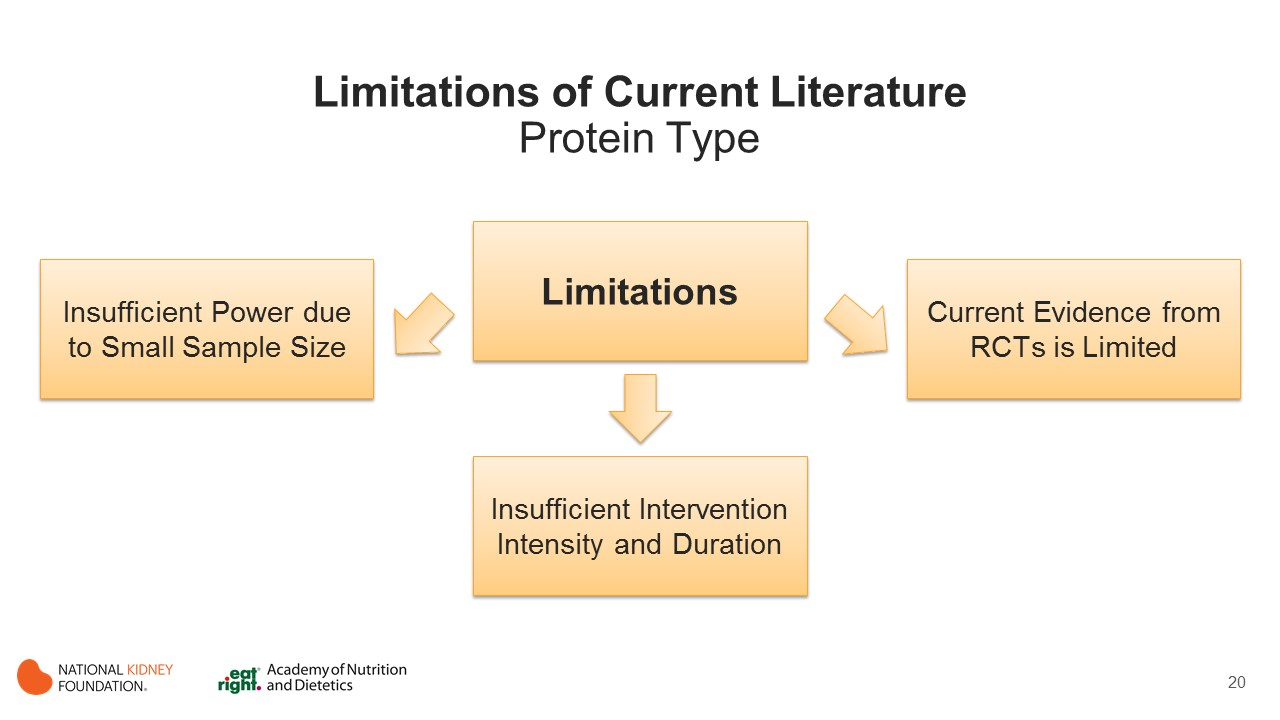 Limitations of Current Literature
Protein Type
Limitations
Insufficient Power due
to Small Sample Size
Current Evidence from
RCTs is Limited
Insufficient Intervention
Intensity and Duration
NATIONAL KIDNEY
FOUNDATION®
eat
right.
Academy of Nutrition
and Dietetics
20